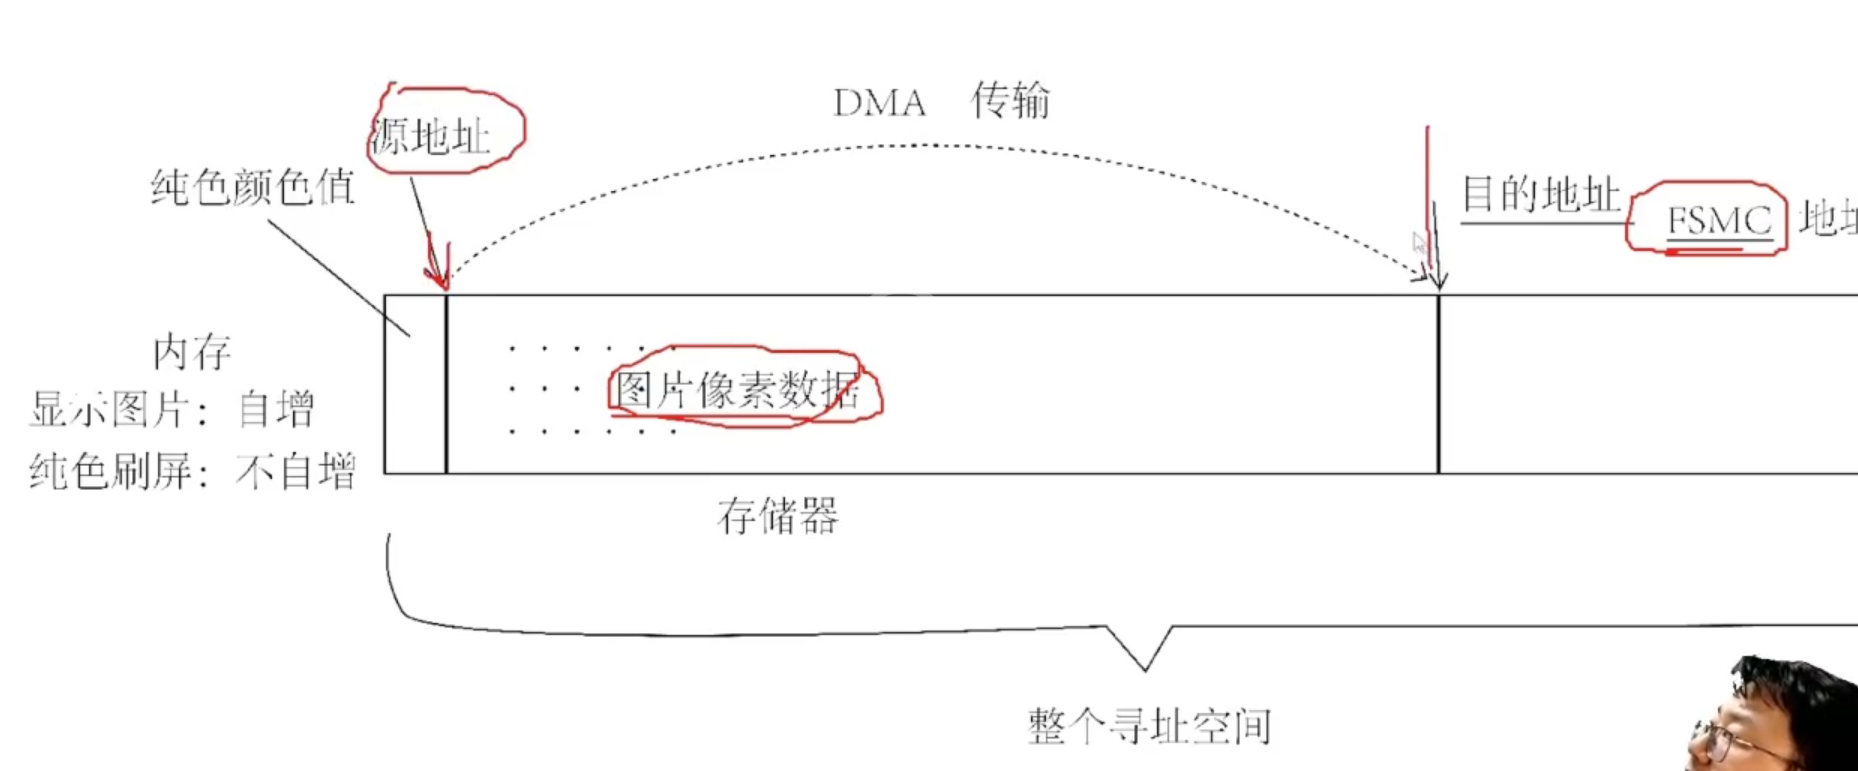 DMA 传输
源地址
纯色颜色值
目的地址 FSMC 地址
内存
显示图片：自增
纯色刷屏：不自增
图片像素数据
存储器
整个寻址空间